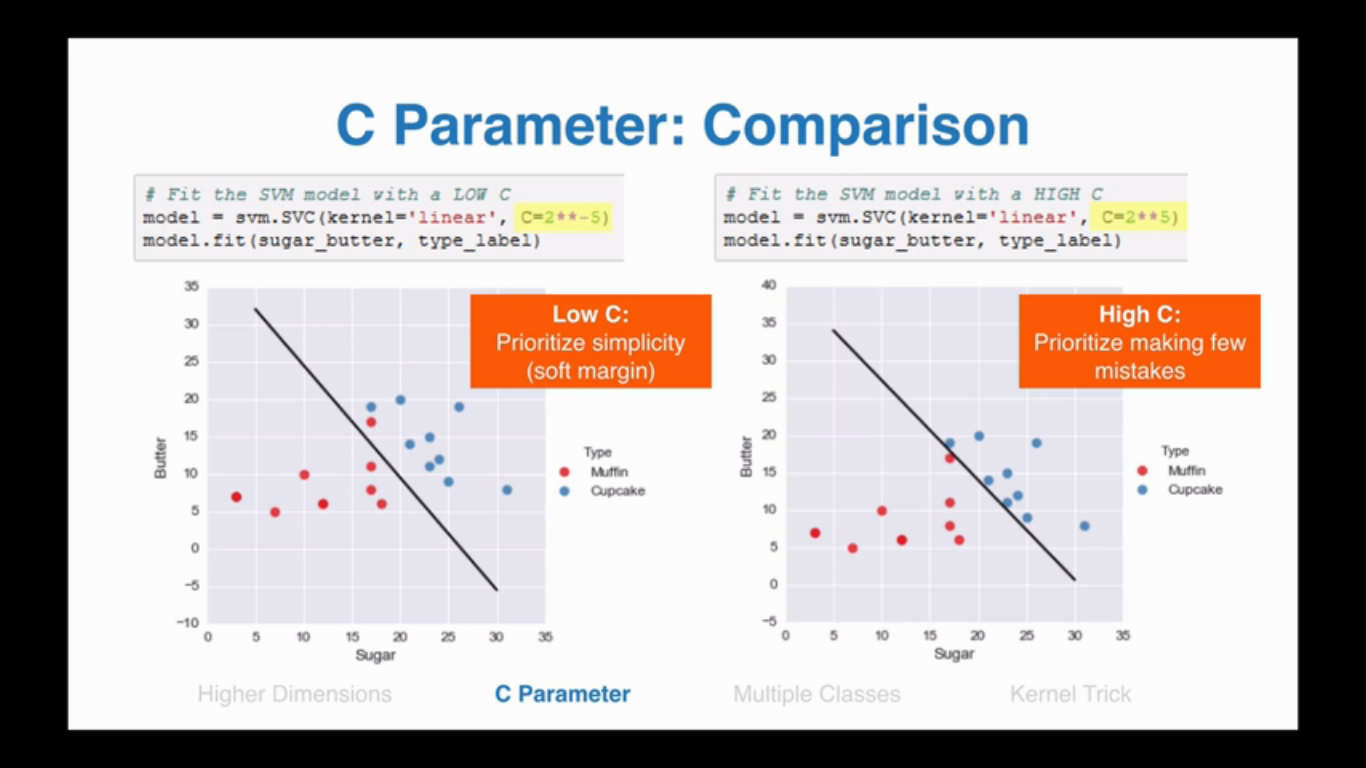 C Parameter: Comparison
# Fit the SVM model with a LOW C
model = svm.SVC(kernel='linear', C=2**-5)
model.fit(sugar_butter, type_label)
# Fit the SVM model with a HIGH C
model = svm.SVC(kernel='linear', C=2**5)
model.fit(sugar_butter, type_label)
Low C:
Prioritize simplicity
(soft margin)
35
30
25
20
15
10
5
0
−5
−10
Butter
0 5 10 15 20 25 30 35
Sugar
Type
Muffin
Cupcake
High C:
Prioritize making few
mistakes
40
35
30
25
20
15
10
5
0
−5
Butter
0 5 10 15 20 25 30 35
Sugar
Type
Muffin
Cupcake
Higher Dimensions C Parameter Multiple Classes Kernel Trick